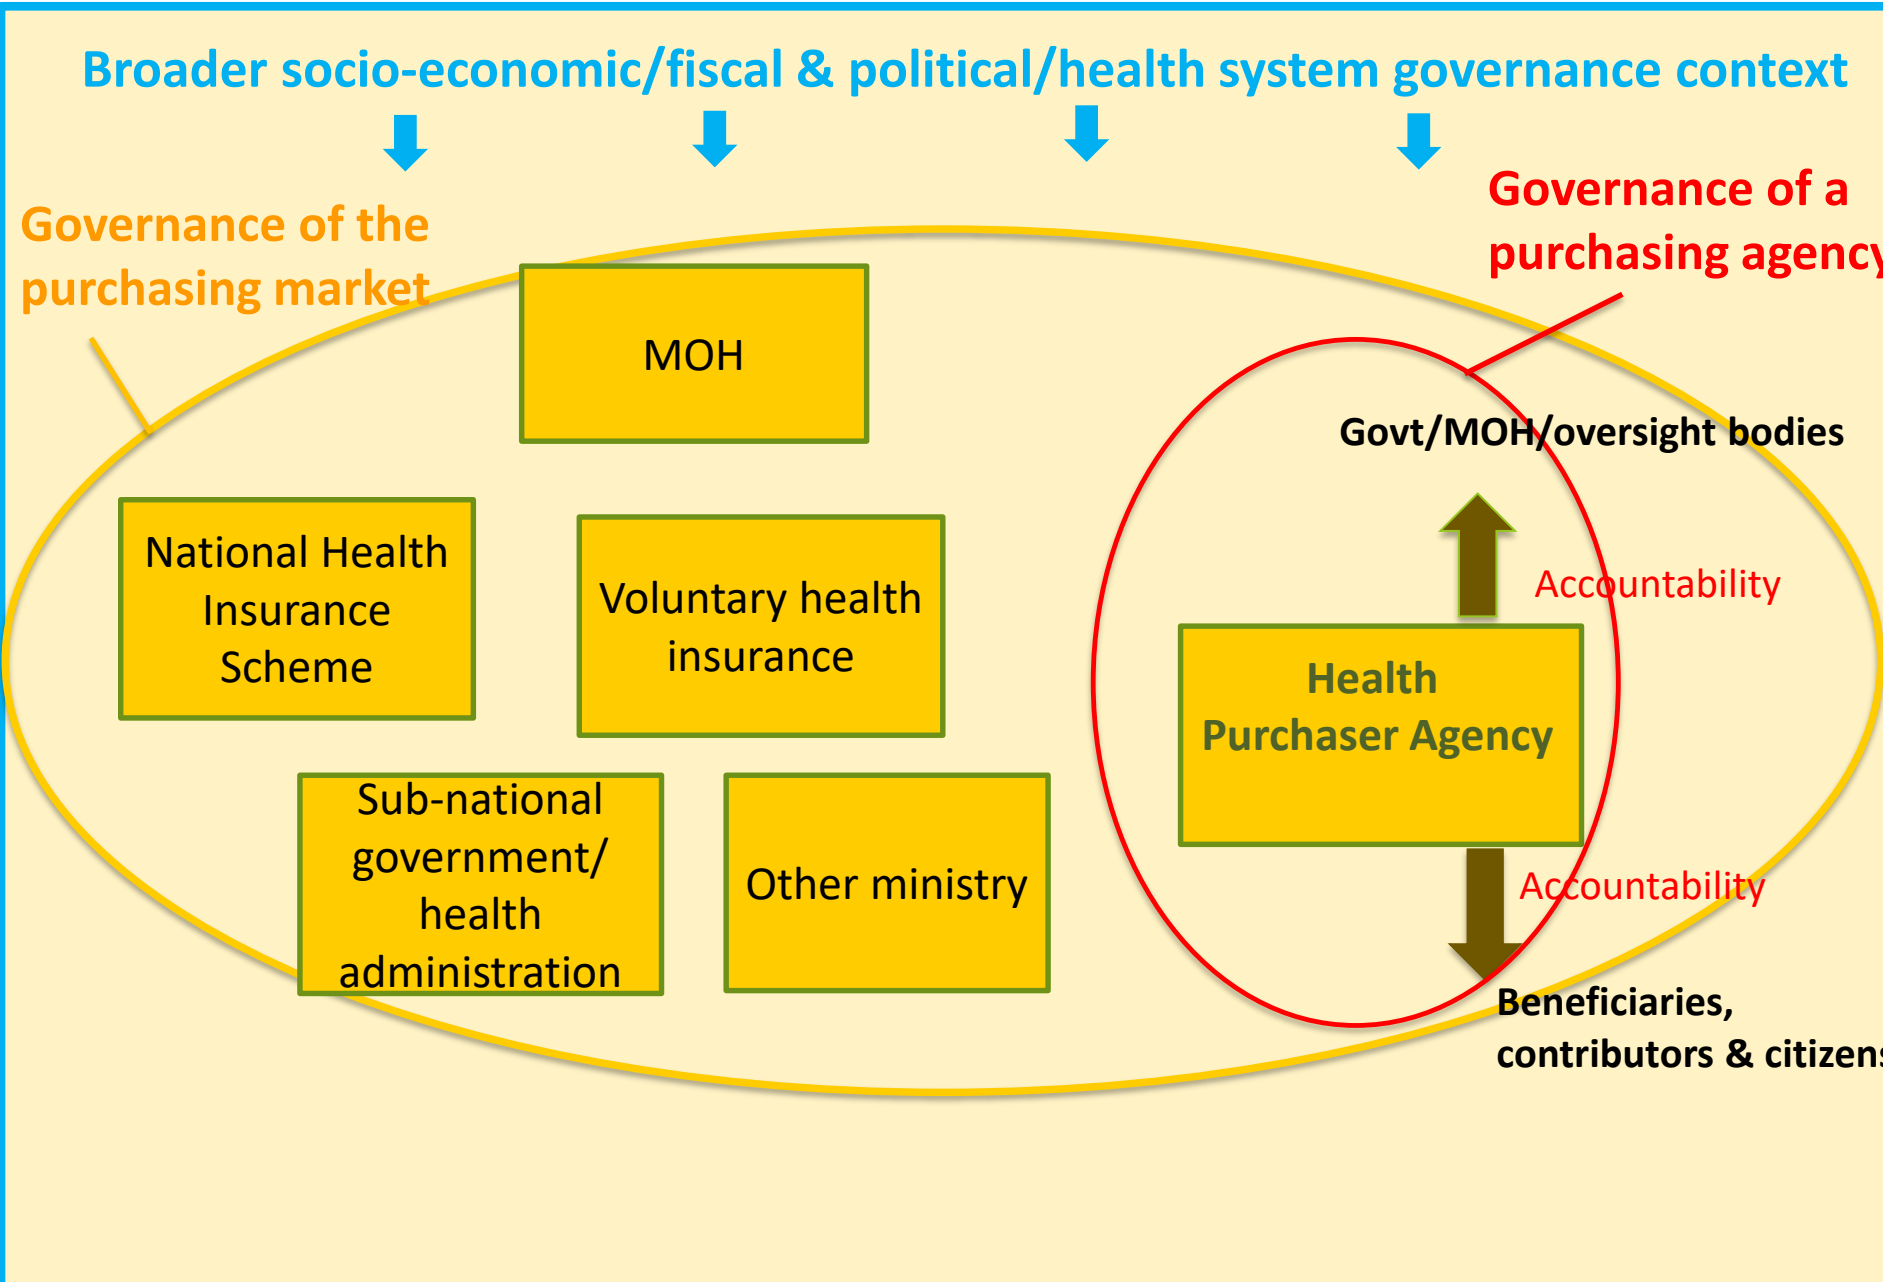 Broader socio-economic/fiscal & political/health system governance context
Governance of the
purchasing market
Governance of a
purchasing agency
MOH
Govt/MOH/oversight bodies
National Health
Insurance
Scheme
Voluntary health
insurance
Accountability
Health
Purchaser Agency
Sub-national
government/
health
administration
Other ministry
Accountability
Beneficiaries,
contributors & citizens